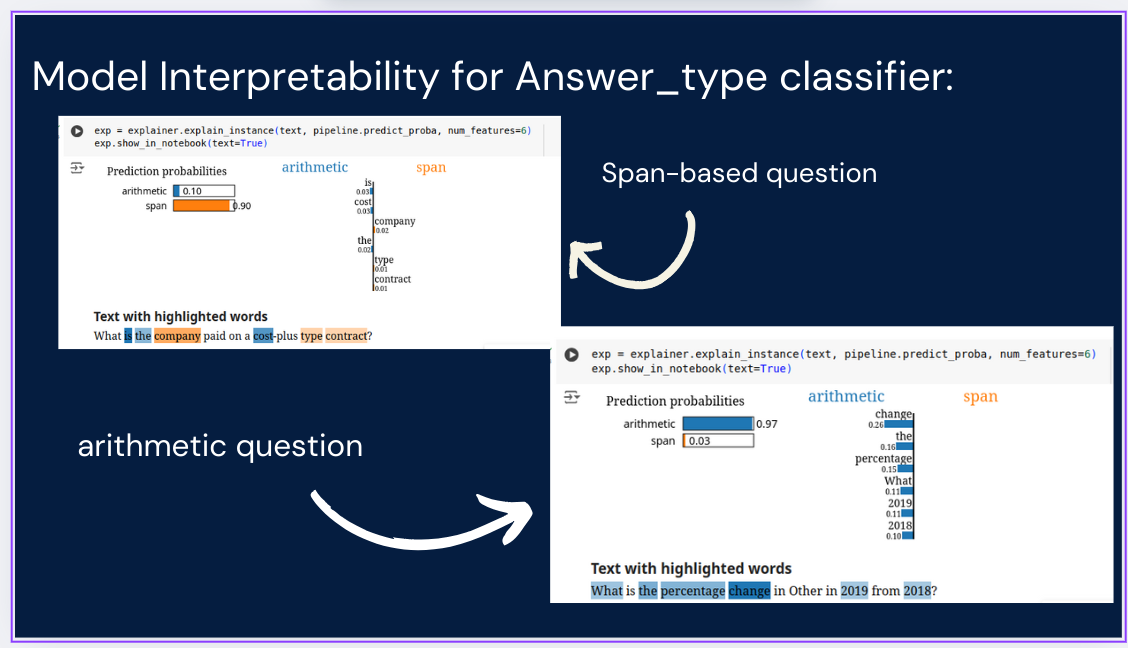 Model Interpretability for Answer_type classifier:
exp = explainer.explain_instance(text, pipeline.predict_proba, num_features=6)
exp.show_in_notebook(text=True)
Prediction probabilities
arithmetic 0.10
span 0.90
arithmetic span
is
0.03
cost
0.03
company
0.02
the
0.02
type
0.01
contract
0.01
Text with highlighted words
What is the company paid on a cost-plus type contract?
Span-based question
arithmetic question
exp = explainer.explain_instance(text, pipeline.predict_proba, num_features=6)
exp.show_in_notebook(text=True)
Prediction probabilities
arithmetic 0.97
span 0.03
arithmetic span
change
0.26
the
0.16
percentage
0.15
What
0.11
2019
0.11
2018
0.10
Text with highlighted words
What is the percentage change in Other in 2019 from 2018?